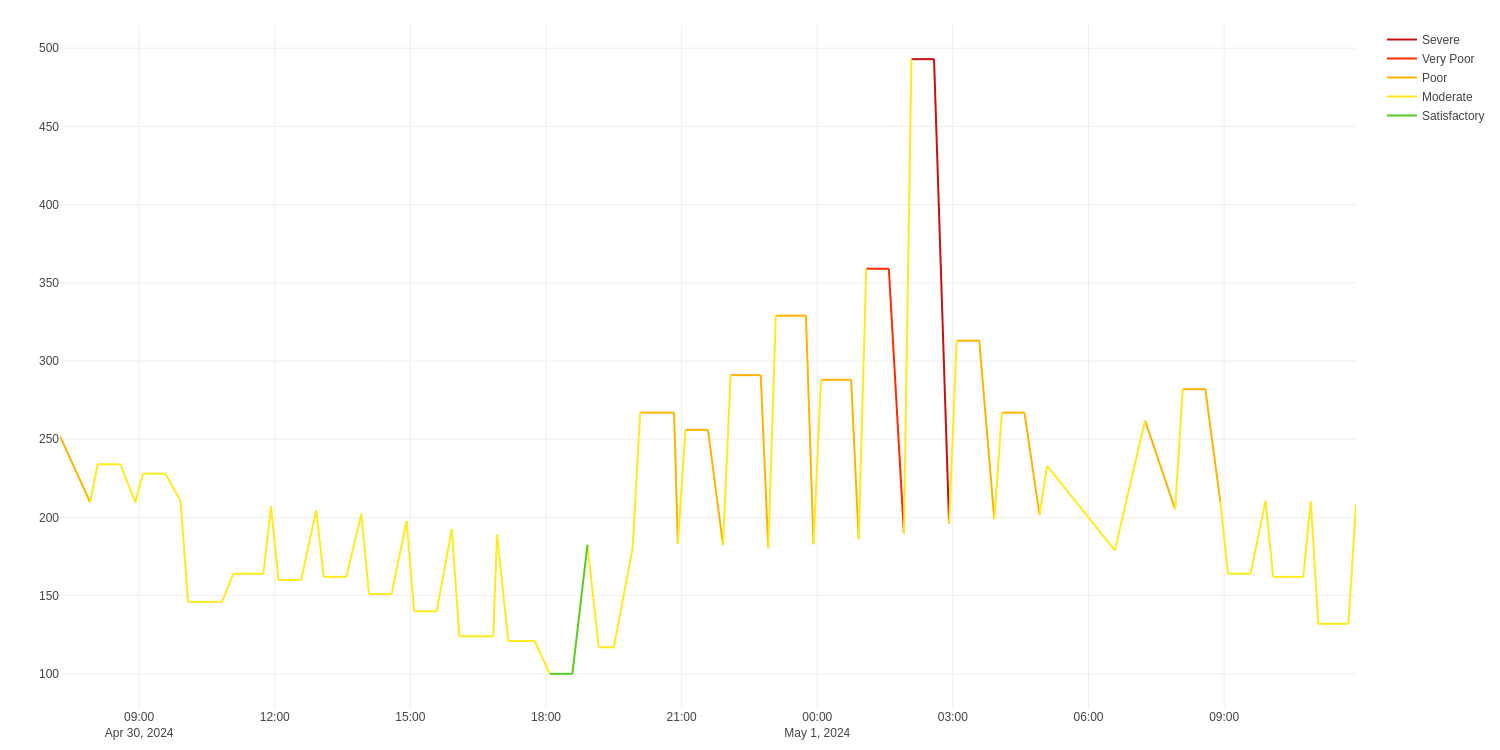 500
450
400
350
300
250
200
150
100
09:00
Apr 30, 2024
12:00
15:00
18:00
21:00
00:00
May 1, 2024
03:00
06:00
09:00
Severe
Very Poor
Poor
Moderate
Satisfactory